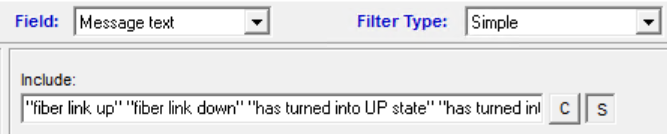 Field: Message text Filter Type: Simple
Include:
"fiber link up" "fiber link down" "has turned into UP state" "has turned C S